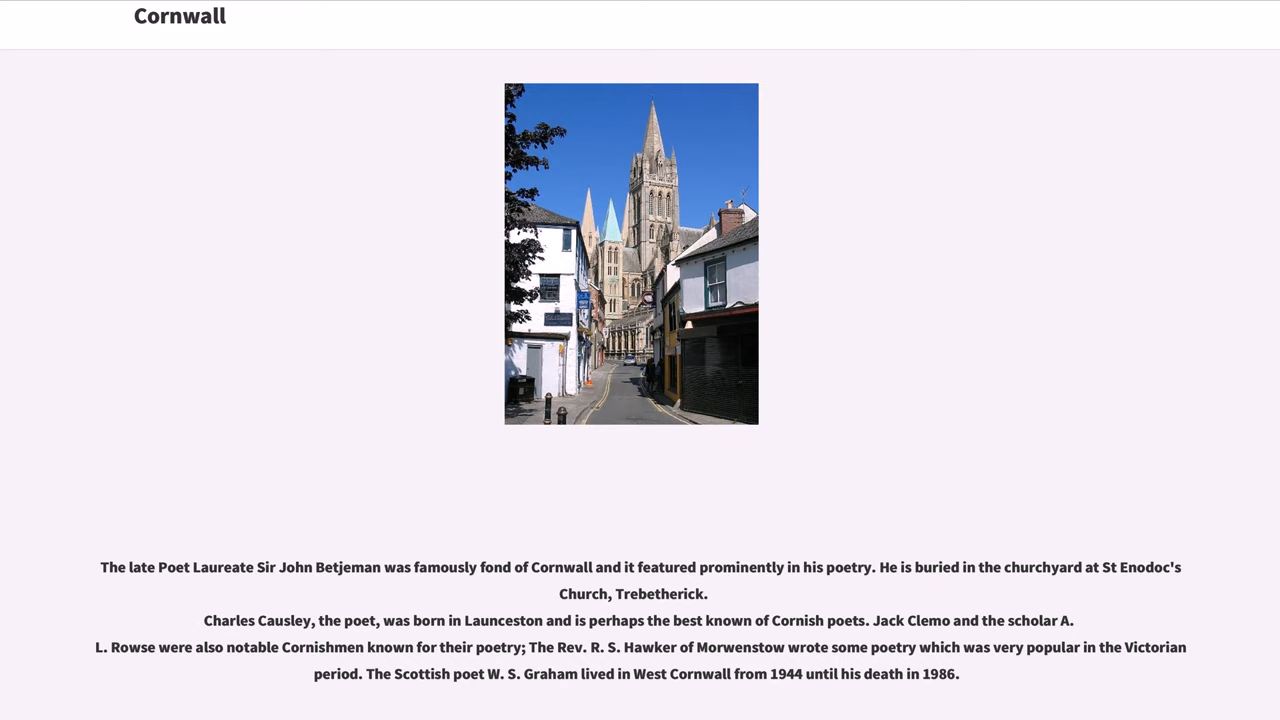 Cornwall
The late Poet Laureate Sir John Betjeman was famously fond of Cornwall and it featured prominently in his poetry. He is buried in the churchyard at St Enodoc's
Church, Trebetherick.
Charles Causley, the poet, was born in Launceston and is perhaps the best known of Cornish poets. Jack Clemo and the scholar A.
L. Rowse were also notable Cornishmen known for their poetry; The Rev. R. S. Hawker of Morwenstow wrote some poetry which was very popular in the Victorian
period. The Scottish poet W. S. Graham lived in West Cornwall from 1944 until his death in 1986.